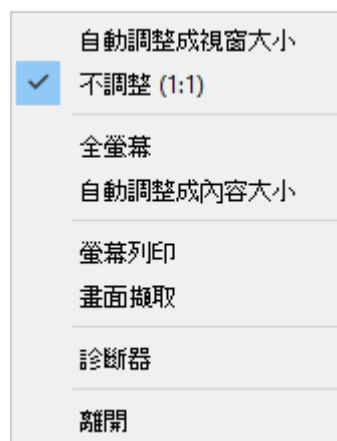 自動調整成視窗大小
不調整 (1:1)
全螢幕
自動調整成內容大小
螢幕列印
畫面擷取
診斷器
離開